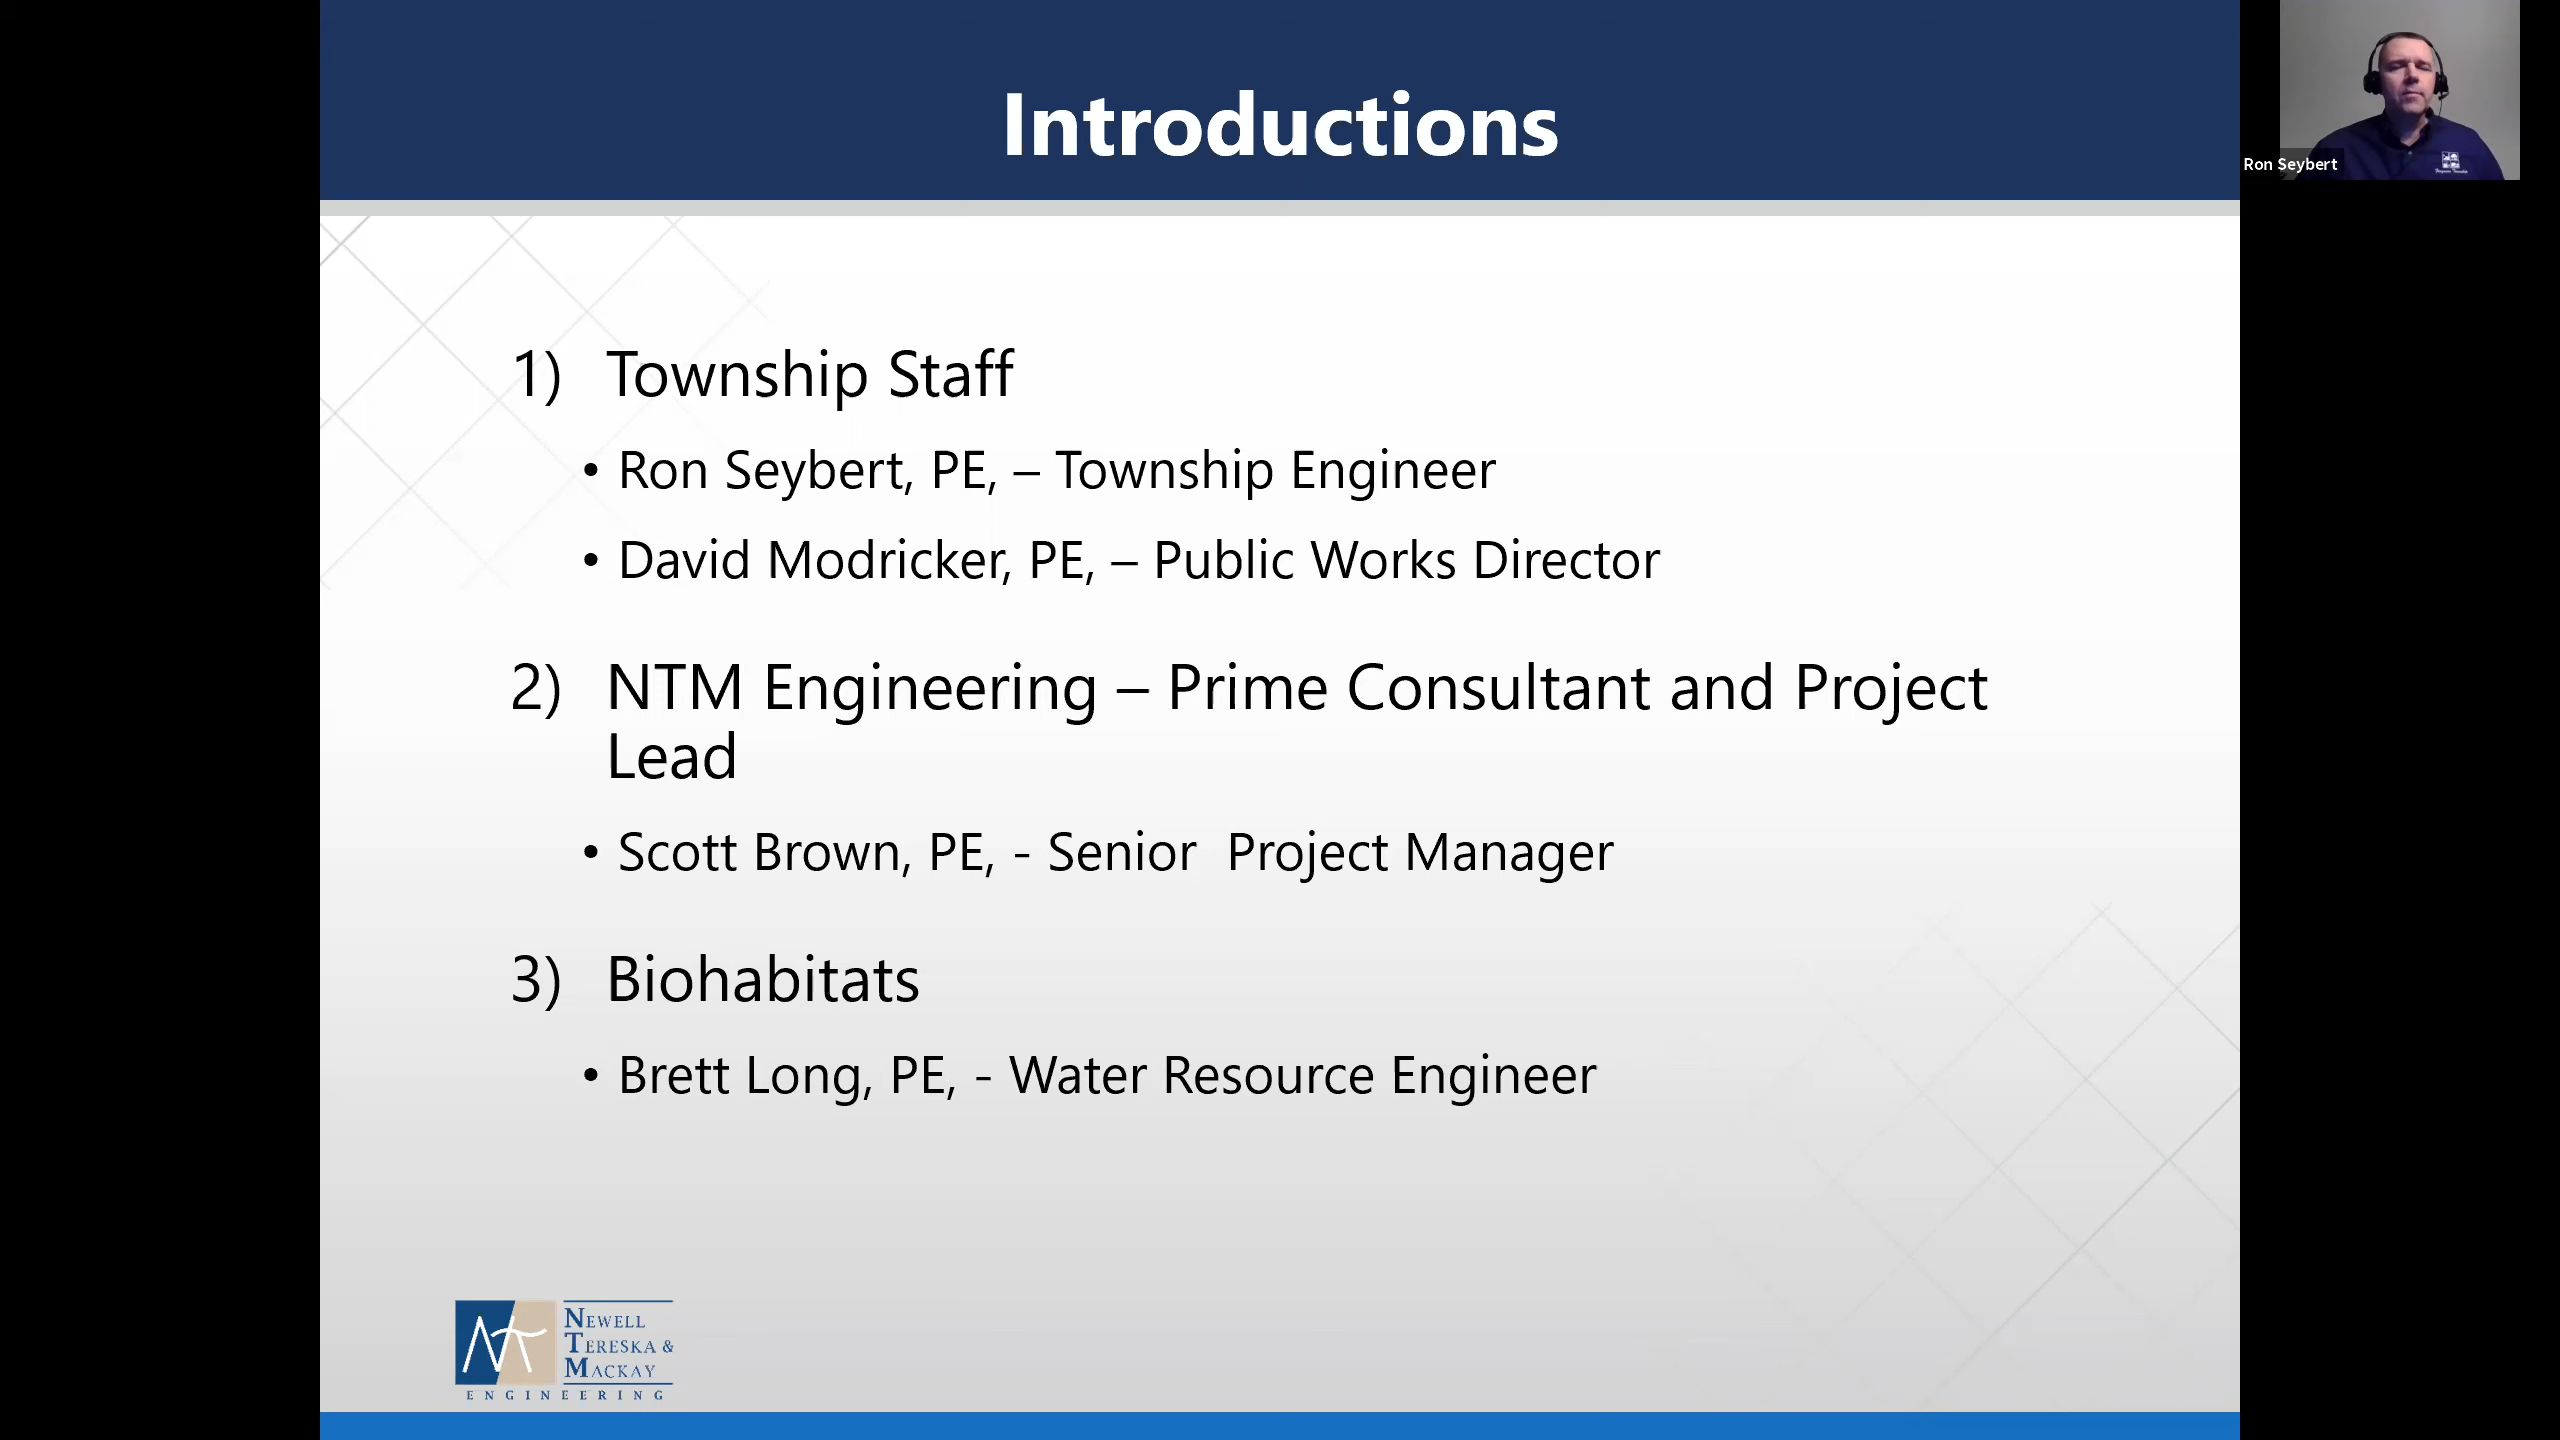 Introductions
Ron Seybert
1) Township Staff
• Ron Seybert, PE, – Township Engineer
• David Modricker, PE, – Public Works Director
2) NTM Engineering – Prime Consultant and Project
Lead
• Scott Brown, PE, - Senior  Project Manager
3) Biohabitats
• Brett Long, PE, - Water Resource Engineer
NEWELL
TERESKA &
MACKAY
ENGINEERING